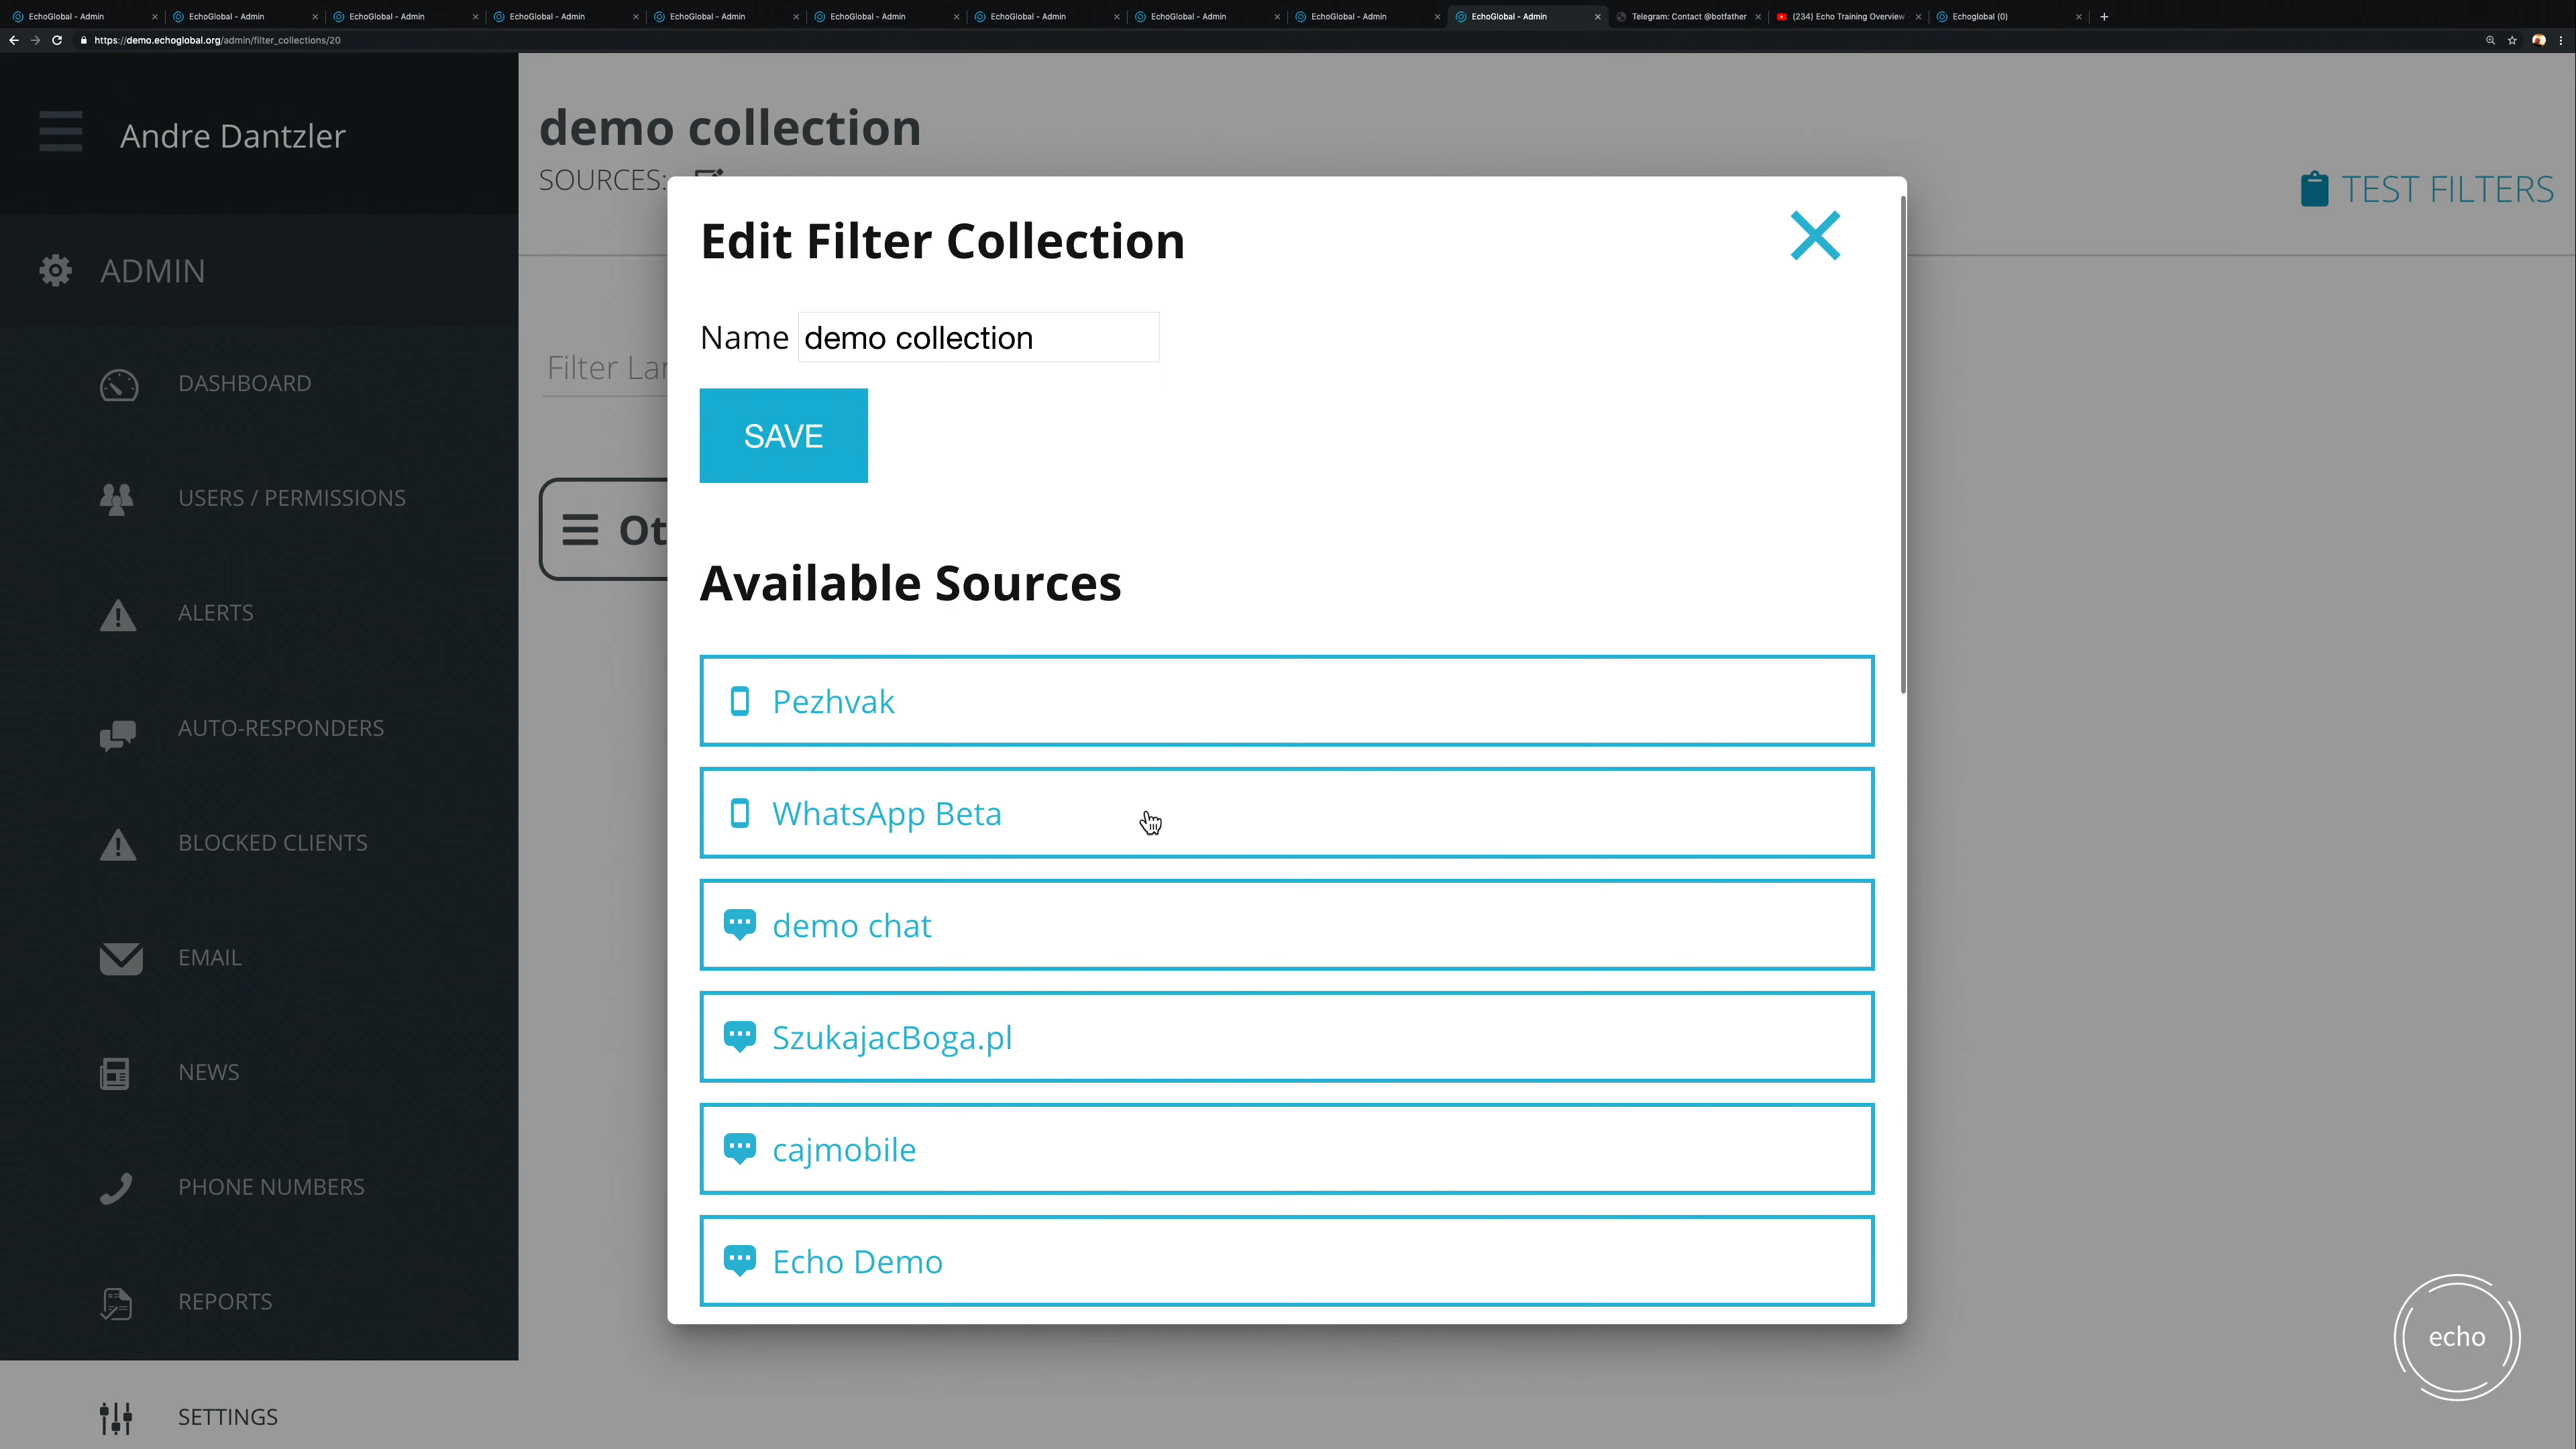 EchoGlobal - Admin
EchoGlobal - Admin
EchoGlobal - Admin
EchoGlobal - Admin
EchoGlobal - Admin
EchoGlobal - Admin
EchoGlobal - Admin
EchoGlobal - Admin
EchoGlobal - Admin
EchoGlobal - Admin
Telegram: Contact @botfather
(234) Echo Training Overview
Echoglobal (0)
https://demo.echoglobal.org/admin/filter_collections/20
Andre Dantzler
ADMIN
DASHBOARD
USERS / PERMISSIONS
ALERTS
AUTO-RESPONDERS
BLOCKED CLIENTS
EMAIL
NEWS
PHONE NUMBERS
REPORTS
SETTINGS
demo collection
SOURCES:
TEST FILTERS
Filter Lan
Ot
Edit Filter Collection
Name demo collection
SAVE
Available Sources
Pezhvak
WhatsApp Beta
demo chat
SzukajacBoga.pl
cajmobile
Echo Demo
echo